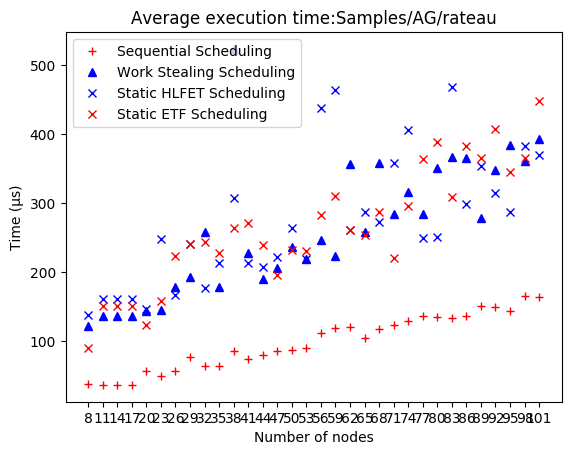 Average execution time:Samples/AG/rateau
Sequential Scheduling
Work Stealing Scheduling
Static HLFET Scheduling
Static ETF Scheduling
500
400
300
200
100
Time (µs)
8 11 14 17 20 23 26 29 32 35 38 41 44 47 50 53 56 59 62 65 68 71 74 77 80 83 86 89 92 95 98 101
Number of nodes